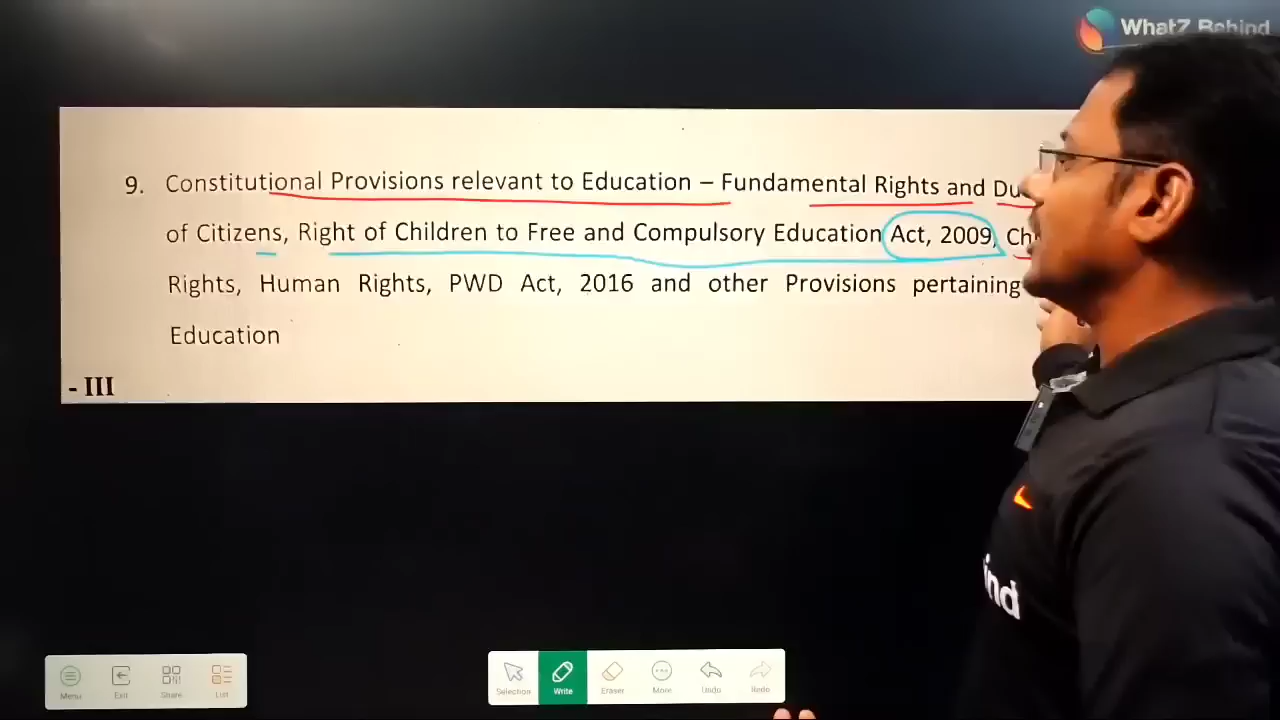 WhatZ Behind
9. Constitutional Provisions relevant to Education – Fundamental Rights and
of Citizens, Right of Children to Free and Compulsory Education Act, 2009,
Rights, Human Rights, PWD Act, 2016 and other Provisions pertaining
Education
- III
ind
Menu Exit Share List Selection Write Eraser More Undo Redo